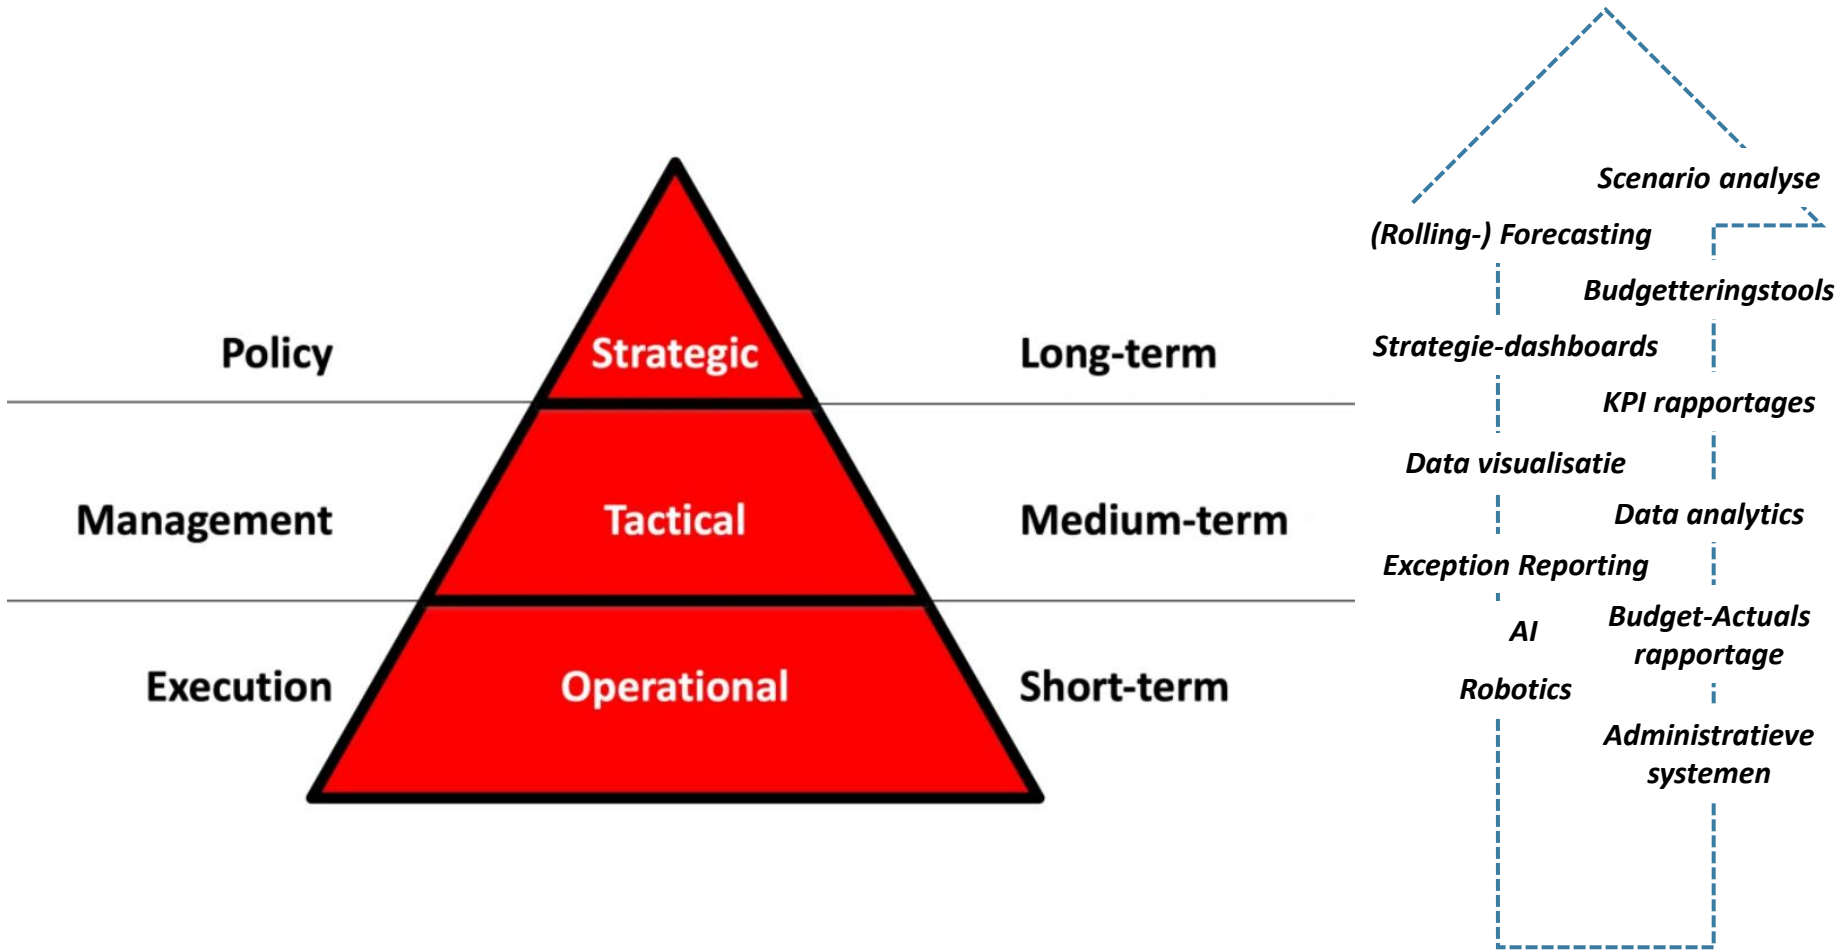 Policy
Strategic
Long-term
Management
Tactical
Medium-term
Execution
Operational
Short-term
Scenario analyse
(Rolling-) Forecasting
Budgetteringstools
Strategie-dashboards
KPI rapportages
Data visualisatie
Data analytics
Exception Reporting
Budget-Actuals
rapportage
AI
Robotics
Administratieve
systemen